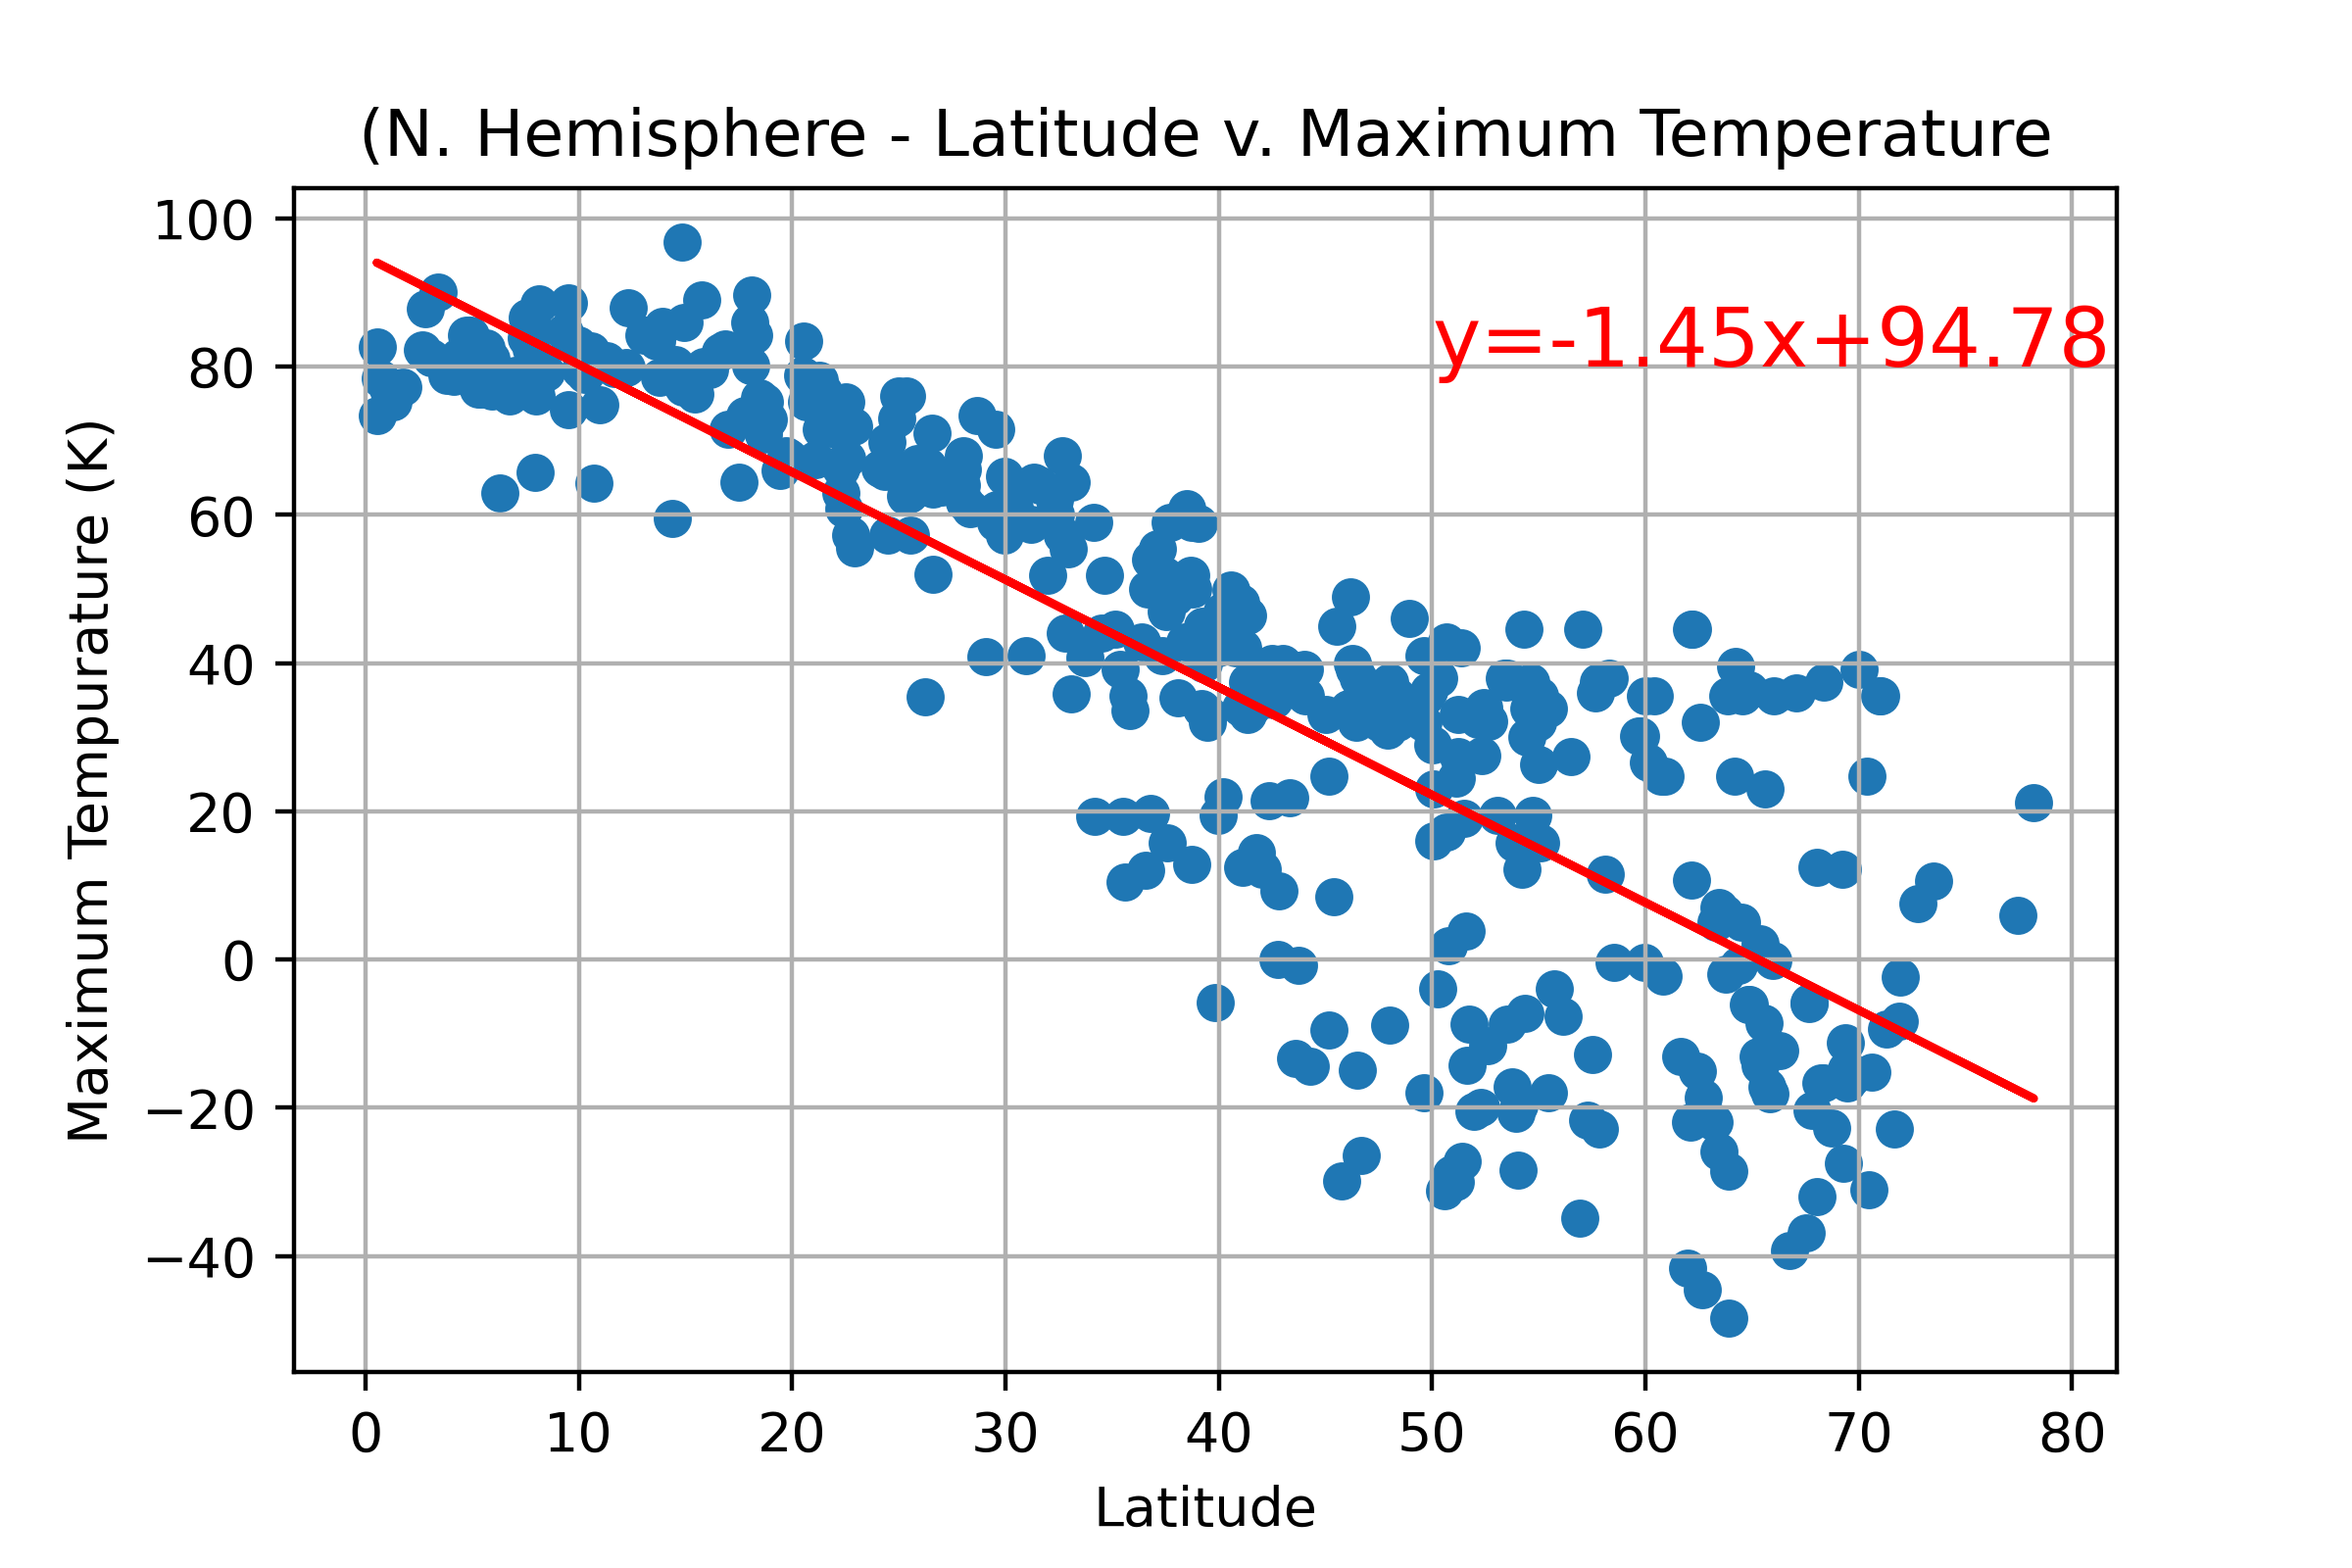 (N. Hemisphere - Latitude v. Maximum Temperature
100
80
60
40
20
0
−20
−40
Maximum Tempurature (K)
y=-1.45x+94.78
0 10 20 30 40 50 60 70 80
Latitude